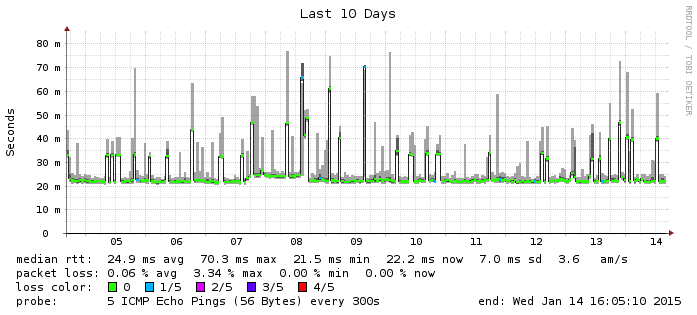 Last 10 Days
RRDTOOL / TOBI OETIKER
Seconds
80 m
70 m
60 m
50 m
40 m
30 m
20 m
10 m
0
05 06 07 08 09 10 11 12 13 14
median rtt: 24.9 ms avg 70.3 ms max 21.5 ms min 22.2 ms now 7.0 ms sd 3.6 am/s
packet loss: 0.06 % avg 3.34 % max 0.00 % min 0.00 % now
loss color: 0 1/5 2/5 3/5 4/5
probe: 5 ICMP Echo Pings (56 Bytes) every 300s end: Wed Jan 14 16:05:10 2015